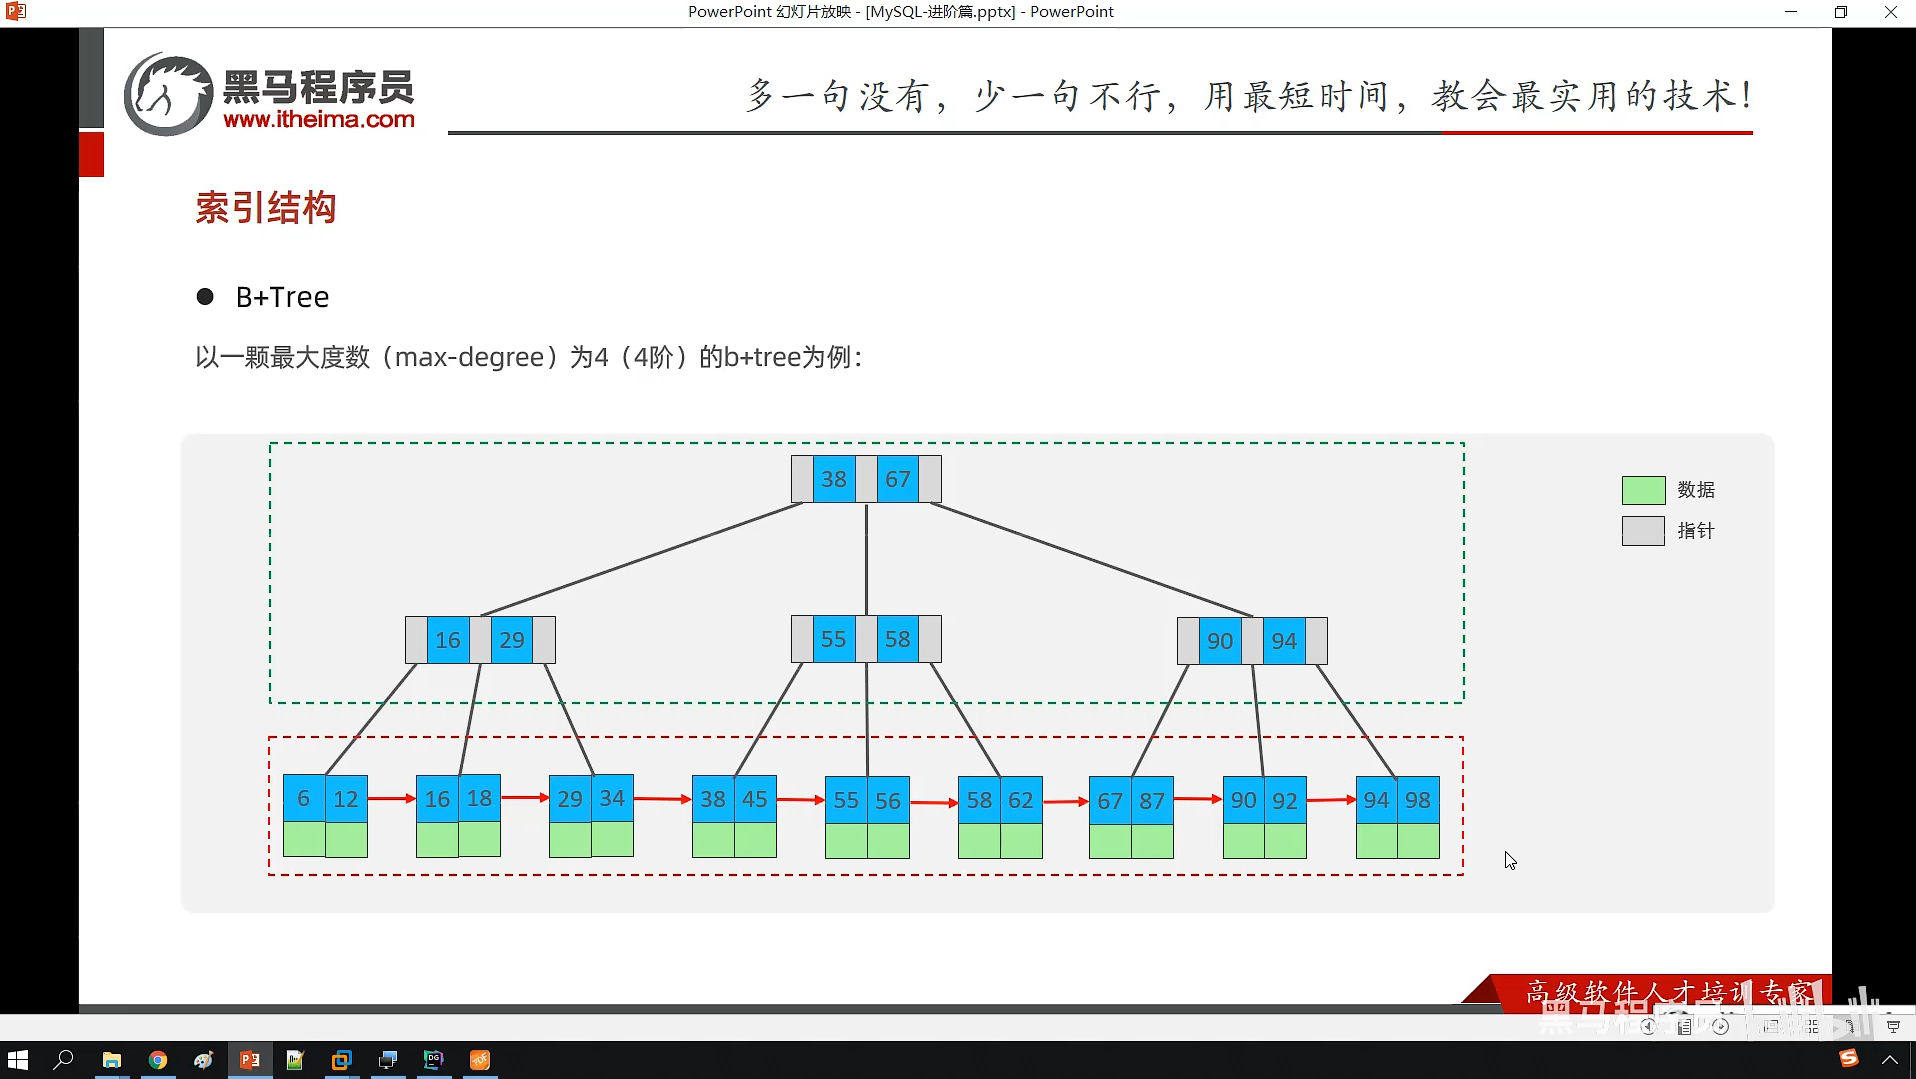 PowerPoint 幻灯片放映 - [MySQL-进阶篇.pptx] - PowerPoint
黑马程序员
www.itheima.com
多一句没有，少一句不行，用最短时间，教会最实用的技术！
索引结构
● B+Tree
以一颗最大度数（max-degree）为4（4阶）的b+tree为例：
38 67
数据
指针
16 29 55 58 90 94
6 12 16 18 29 34 38 45 55 56 58 62 67 87 90 92 94 98
高级软件人才培训专家
黑马程序员